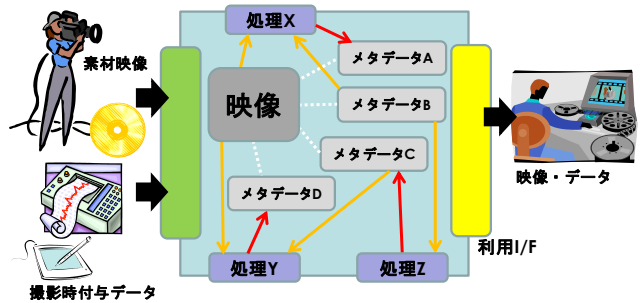 処理X
素材映像
メタデータA
映像
メタデータB
メタデータC
メタデータD
映像・データ
利用I/F
処理Y
処理Z
撮影時付与データ